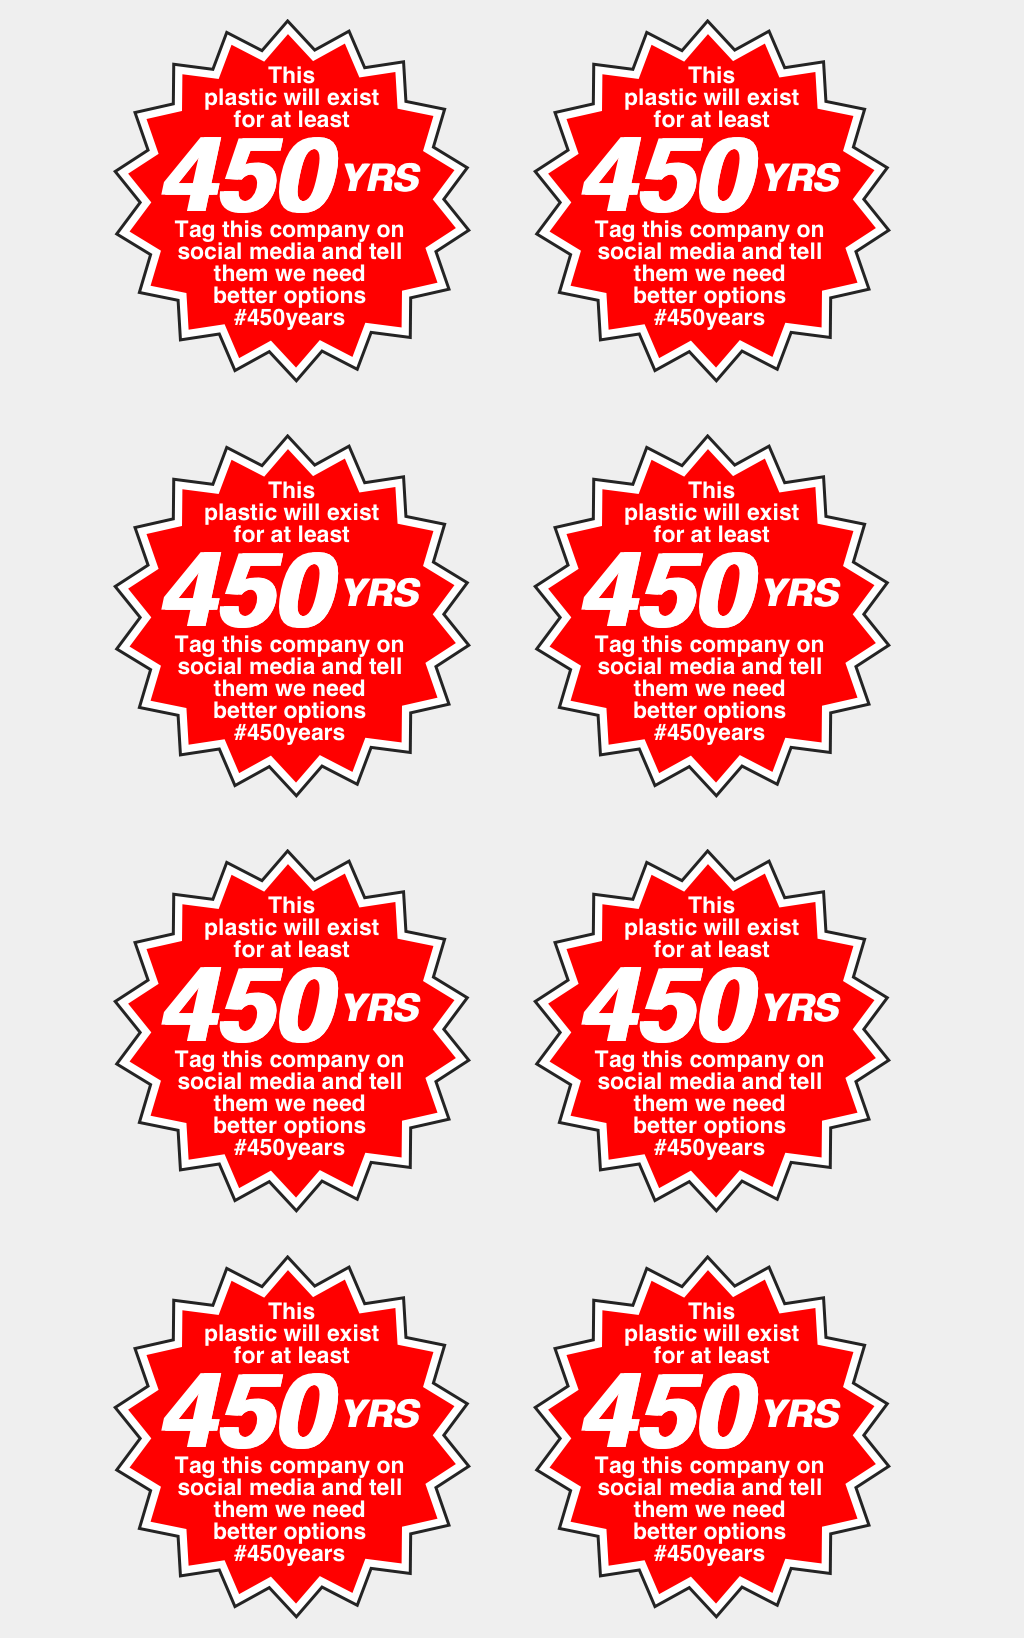 This
plastic will exist
for at least
450 YRS
Tag this company on
social media and tell
them we need
better options
#450years
This
plastic will exist
for at least
450 YRS
Tag this company on
social media and tell
them we need
better options
#450years
This
plastic will exist
for at least
450 YRS
Tag this company on
social media and tell
them we need
better options
#450years
This
plastic will exist
for at least
450 YRS
Tag this company on
social media and tell
them we need
better options
#450years
This
plastic will exist
for at least
450 YRS
Tag this company on
social media and tell
them we need
better options
#450years
This
plastic will exist
for at least
450 YRS
Tag this company on
social media and tell
them we need
better options
#450years
This
plastic will exist
for at least
450 YRS
Tag this company on
social media and tell
them we need
better options
#450years
This
plastic will exist
for at least
450 YRS
Tag this company on
social media and tell
them we need
better options
#450years